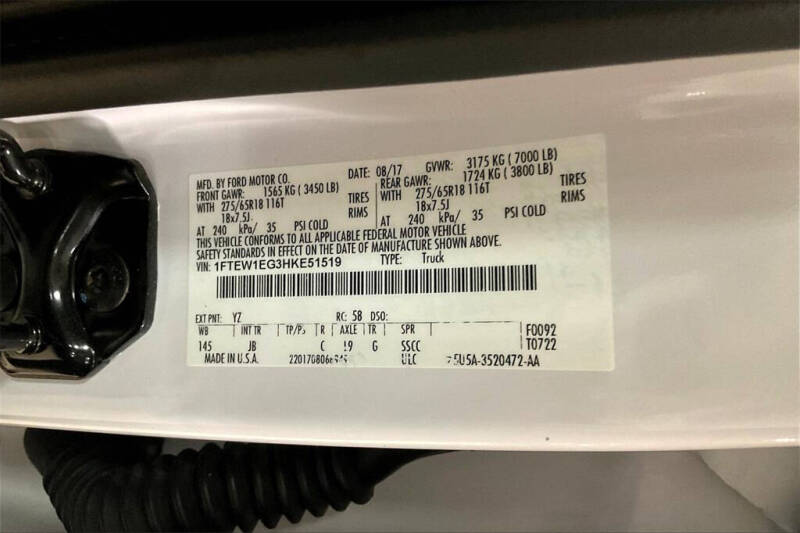 MFD. BY FORD MOTOR CO. DATE: 08/17 GVWR: 3175 KG ( 7000 LB)
FRONT GAWR: 1565 KG ( 3450 LB) REAR GAWR: 1724 KG ( 3800 LB)
WITH 275/65R18 116T TIRES WITH 275/65R18 116T TIRES
18x7.5J RIMS 18x7.5J RIMS
AT 240 kPa/ 35 PSI COLD AT 240 kPa/ 35 PSI COLD
THIS VEHICLE CONFORMS TO ALL APPLICABLE FEDERAL MOTOR VEHICLE
SAFETY STANDARDS IN EFFECT ON THE DATE OF MANUFACTURE SHOWN ABOVE.
VIN: 1FTEW1EG3HKE51519 TYPE: Truck
EXT PNT: YZ RC: 58 DSO:
WB INT TR TP/PS R AXLE TR SPR F0092
145 JB C 19 G SSCC T0722
MADE IN U.S.A. ULC 5U5A-3520472-AA